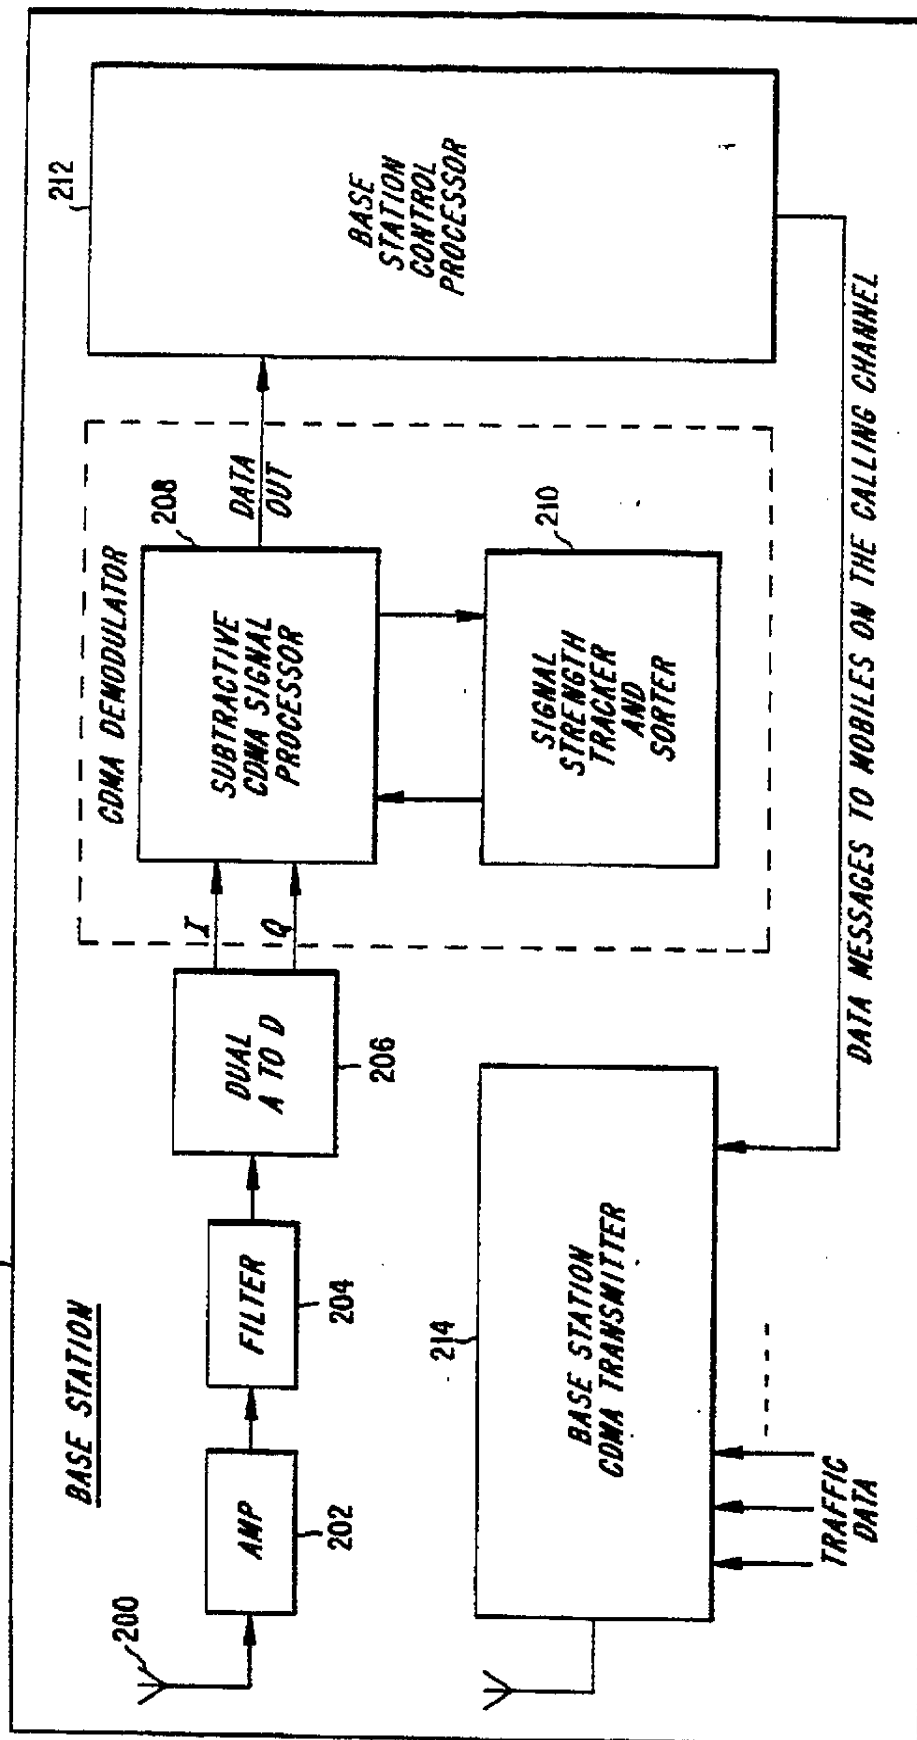 BASE STATION
200
AMP
202
FILTER
204
DUAL
A TO D
206
I
Q
CDMA DEMODULATOR
SUBTRACTIVE
CDMA SIGNAL
PROCESSOR
208
DATA
OUT
SIGNAL
STRENGTH
TRACKER
AND
SORTER
210
212
BASE
STATION
CONTROL
PROCESSOR
214
BASE STATION
CDMA TRANSMITTER
TRAFFIC
DATA
DATA MESSAGES TO MOBILES ON THE CALLING CHANNEL